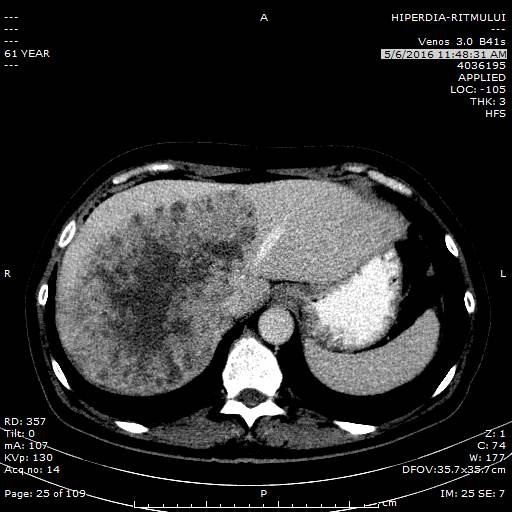 ---
---
---
61 YEAR
---
A
HIPERDIA-RITMULUI
---
Venos 3.0 B41s
5/6/2016 11:48:31 AM
4036195
APPLIED
LOC: -105
THK: 3
HFS
R
L
RD: 357
Tilt: 0
mA: 107
KVp: 130
Acq no: 14
Page: 25 of 109
P
cm
Z: 1
C: 74
W: 177
DFOV:35.7x35.7cm
IM: 25 SE: 7